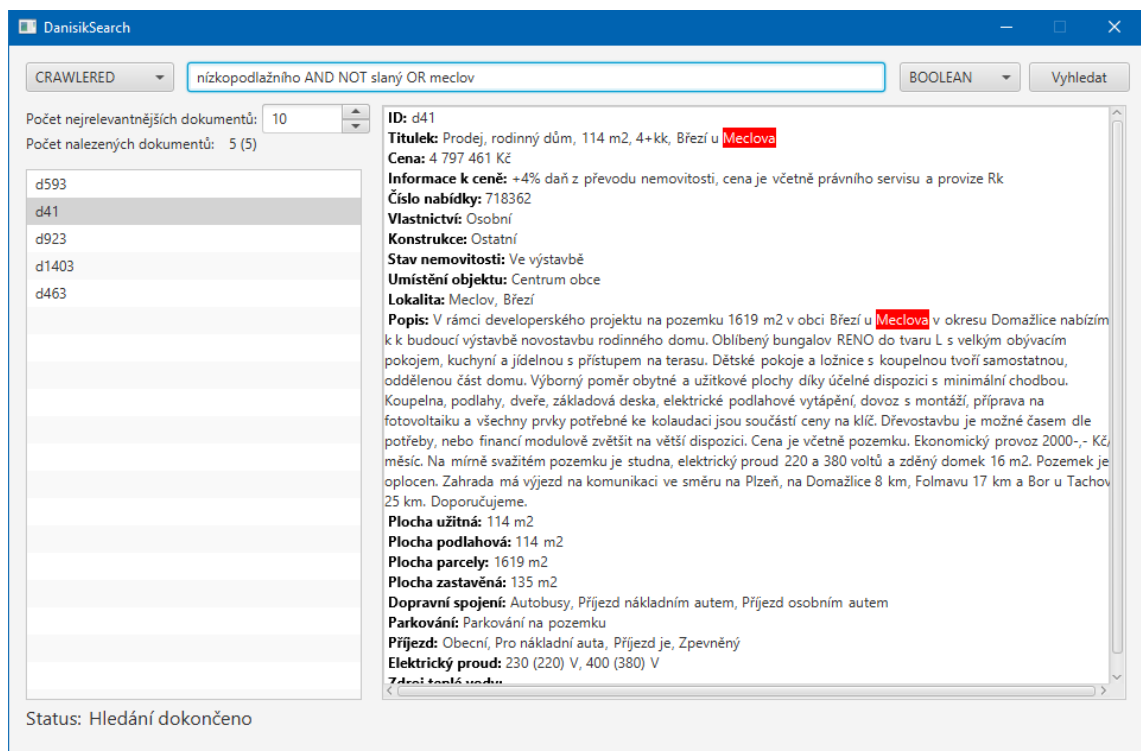 DanisikSearch
CRAWLERED
nízkopodlažního AND NOT slaný OR meclov
BOOLEAN
Vyhledat
Počet nejrelevantnějších dokumentů: 10
Počet nalezených dokumentů: 5 (5)
d593
d41
d923
d1403
d463
ID: d41
Titulek: Prodej, rodinný dům, 114 m2, 4+kk, Březí u Meclova
Cena: 4 797 461 Kč
Informace k ceně: +4% daň z převodu nemovitosti, cena je včetně právního servisu a provize Rk
Číslo nabídky: 718362
Vlastnictví: Osobní
Konstrukce: Ostatní
Stav nemovitosti: Ve výstavbě
Umístění objektu: Centrum obce
Lokalita: Meclov, Březí
Popis: V rámci developerského projektu na pozemku 1619 m2 v obci Březí u Meclova v okresu Domažlice nabízím
k k budoucí výstavbě novostavbu rodinného domu. Oblíbený bungalov RENO do tvaru L s velkým obývacím
pokojem, kuchyní a jídelnou s přístupem na terasu. Dětské pokoje a ložnice s koupelnou tvoří samostatnou,
oddělenou část domu. Výborný poměr obytné a užitkové plochy díky účelné dispozici s minimální chodbou.
Koupelna, podlahy, dveře, základová deska, elektrické podlahové vytápění, dovoz s montáží, příprava na
fotovoltaiku a všechny prvky potřebné ke kolaudaci jsou součástí ceny na klíč. Dřevostavbu je možné časem dle
potřeby, nebo financí modulově zvětšit na větší dispozici. Cena je včetně pozemku. Ekonomický provoz 2000-,- Kč/
měsíc. Na mírně svažitém pozemku je studna, elektrický proud 220 a 380 voltů a zděný domek 16 m2. Pozemek je
oplocen. Zahrada má výjezd na komunikaci ve směru na Plzeň, na Domažlice 8 km, Folmavu 17 km a Bor u Tachov
25 km. Doporučujeme.
Plocha užitná: 114 m2
Plocha podlahová: 114 m2
Plocha parcely: 1619 m2
Plocha zastavěná: 135 m2
Dopravní spojení: Autobusy, Příjezd nákladním autem, Příjezd osobním autem
Parkování: Parkování na pozemku
Příjezd: Obecní, Pro nákladní auta, Příjezd je, Zpevněný
Elektrický proud: 230 (220) V, 400 (380) V
Zdroj teplé vody:
Status: Hledání dokončeno